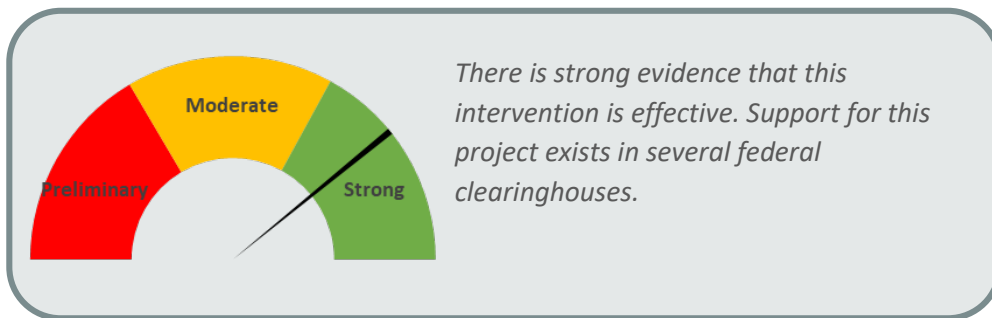 Moderate
Preliminary
Strong
There is strong evidence that this
intervention is effective. Support for this
project exists in several federal
clearinghouses.